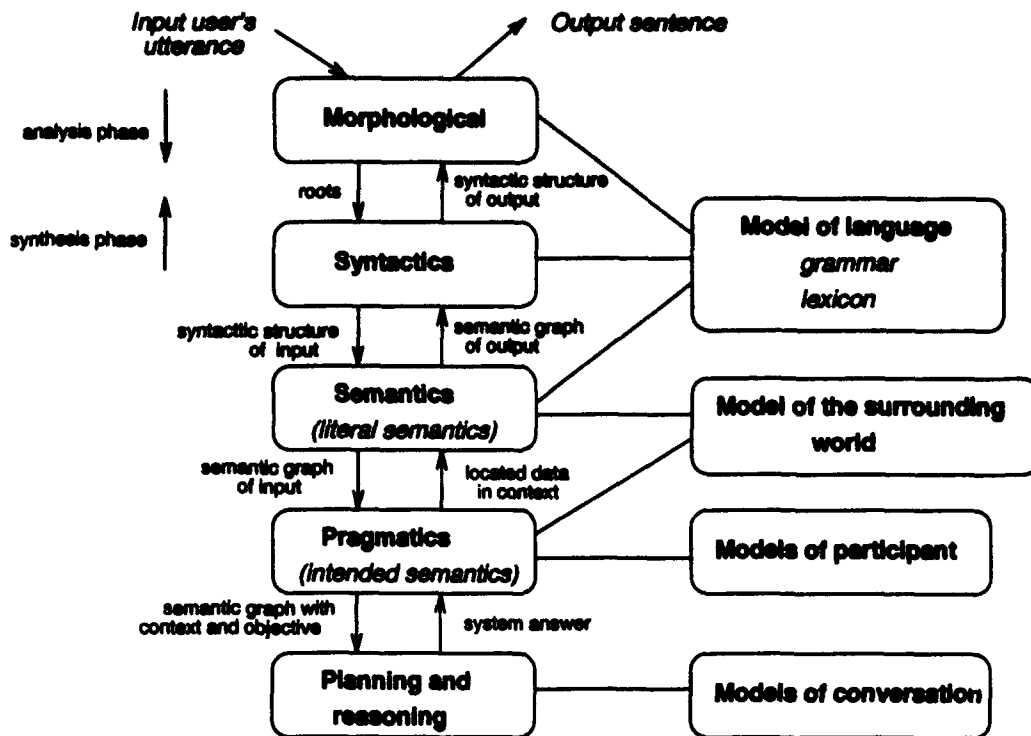 Input user's
utterance
Output sentence
analysis phase
Morphological
roots
syntactic structure
of output
synthesis phase
Syntactics
Model of language
grammar
lexicon
syntacttic structure
of input
semantic graph
of output
Semantics
(literal semantics)
Model of the surrounding
world
semantic graph
of input
located data
in context
Pragmatics
(intended semantics)
Models of participant
semantic graph with
context and objective
system answer
Planning and
reasoning
Models of conversation